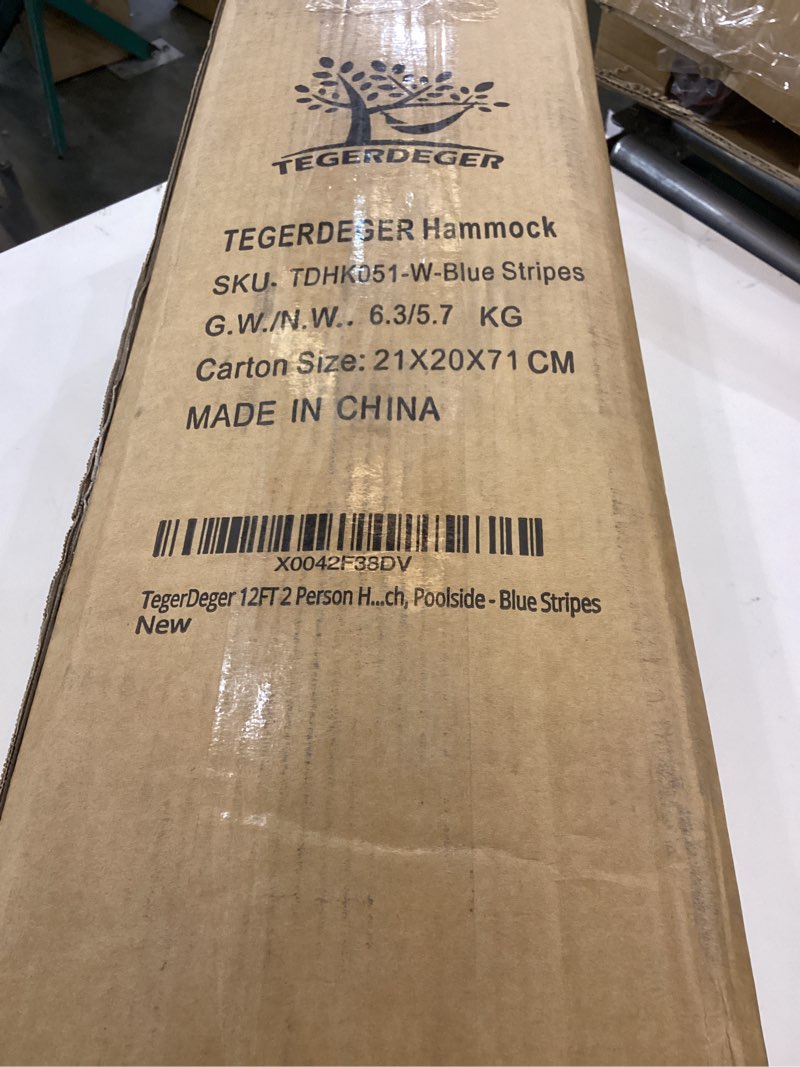 TEGERDEGER
TEGERDEGER Hammock
SKU. TDHK051-W-Blue Stripes
G.W./N.W.. 6.3/5.7 KG
Carton Size: 21X20X71 CM
MADE IN CHINA
X0042F38DV
TegerDeger 12FT 2 Person H...ch, Poolside - Blue Stripes
New